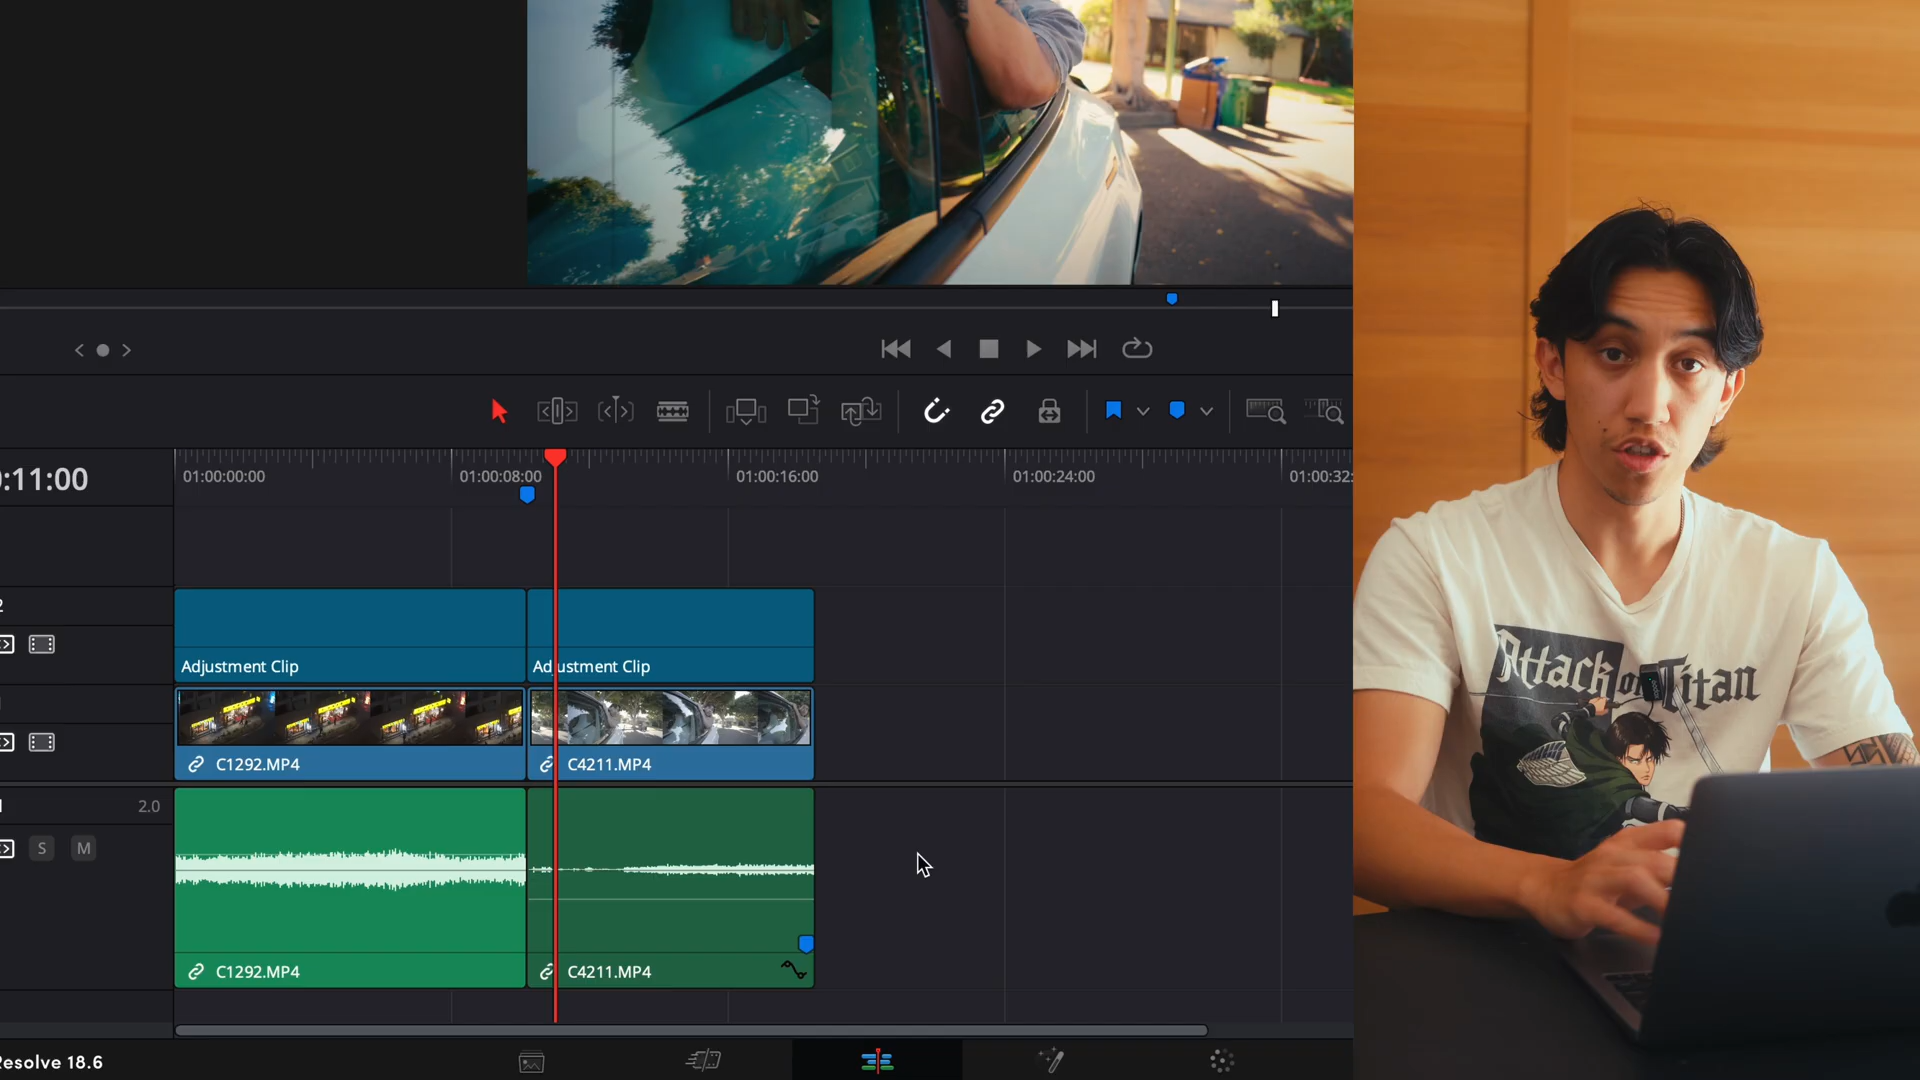 :11:00
01:00:00:00
01:00:08:00
01:00:16:00
01:00:24:00
01:00:32:
2
Adjustment Clip
Adjustment Clip
C1292.MP4
C4211.MP4
2.0
S
M
C1292.MP4
C4211.MP4
Resolve 18.6
Attack on Titan